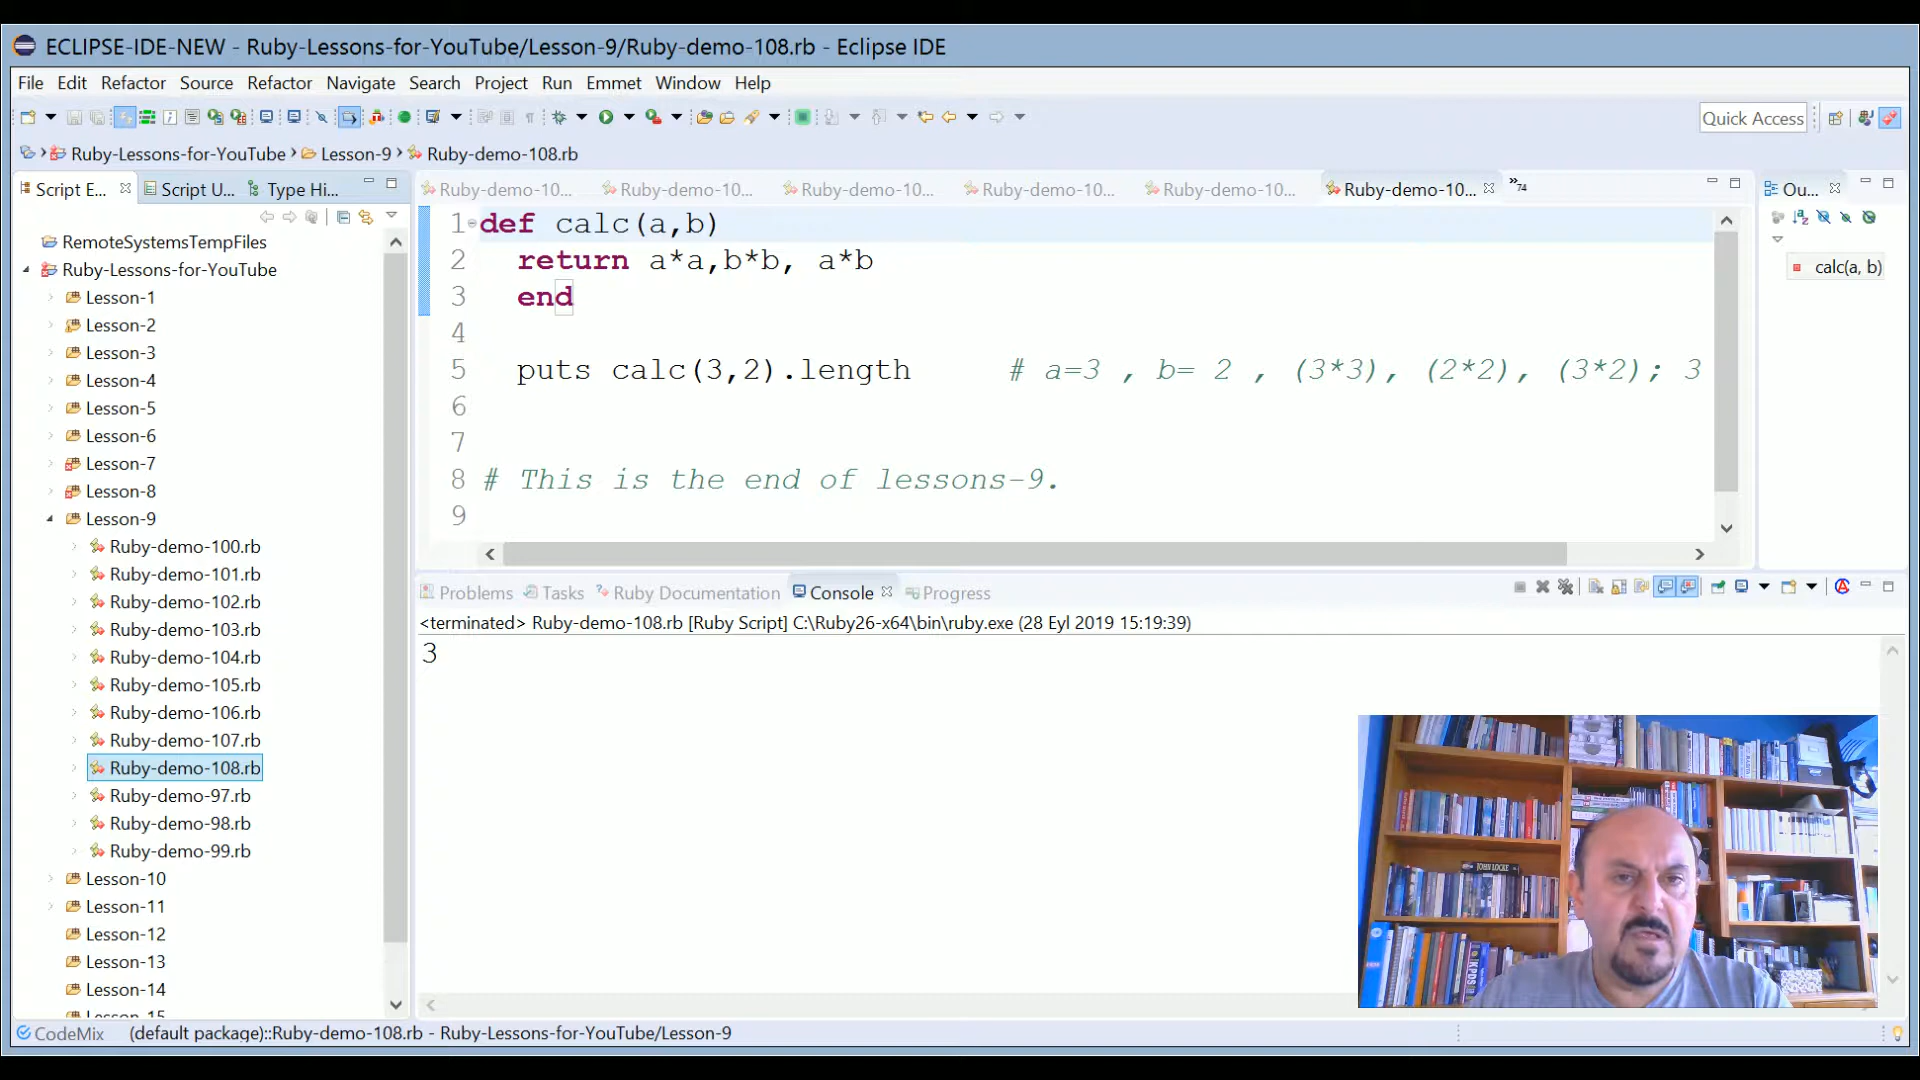 ECLIPSE-IDE-NEW - Ruby-Lessons-for-YouTube/Lesson-9/Ruby-demo-108.rb - Eclipse IDE
File Edit Refactor Source Refactor Navigate Search Project Run Emmet Window Help
Quick Access
Ruby-Lessons-for-YouTube Lesson-9 Ruby-demo-108.rb
Script E... Script U... Type Hi...
RemoteSystemsTempFiles
Ruby-Lessons-for-YouTube
Lesson-1
Lesson-2
Lesson-3
Lesson-4
Lesson-5
Lesson-6
Lesson-7
Lesson-8
Lesson-9
Ruby-demo-100.rb
Ruby-demo-101.rb
Ruby-demo-102.rb
Ruby-demo-103.rb
Ruby-demo-104.rb
Ruby-demo-105.rb
Ruby-demo-106.rb
Ruby-demo-107.rb
Ruby-demo-108.rb
Ruby-demo-97.rb
Ruby-demo-98.rb
Ruby-demo-99.rb
Lesson-10
Lesson-11
Lesson-12
Lesson-13
Lesson-14
Lesson-15
Ruby-demo-10... Ruby-demo-10... Ruby-demo-10... Ruby-demo-10... Ruby-demo-10... Ruby-demo-10... »74
1 def calc(a,b)
2 return a*a,b*b, a*b
3 end
4
5 puts calc(3,2).length # a=3 , b= 2 , (3*3), (2*2), (3*2); 3
6
7
8 # This is the end of lessons-9.
9
Ou...
calc(a, b)
Problems Tasks Ruby Documentation Console Progress
<terminated> Ruby-demo-108.rb [Ruby Script] C:\Ruby26-x64\bin\ruby.exe (28 Eyl 2019 15:19:39)
3
JOHN LOCKE
KPDS
CodeMix (default package)::Ruby-demo-108.rb - Ruby-Lessons-for-YouTube/Lesson-9